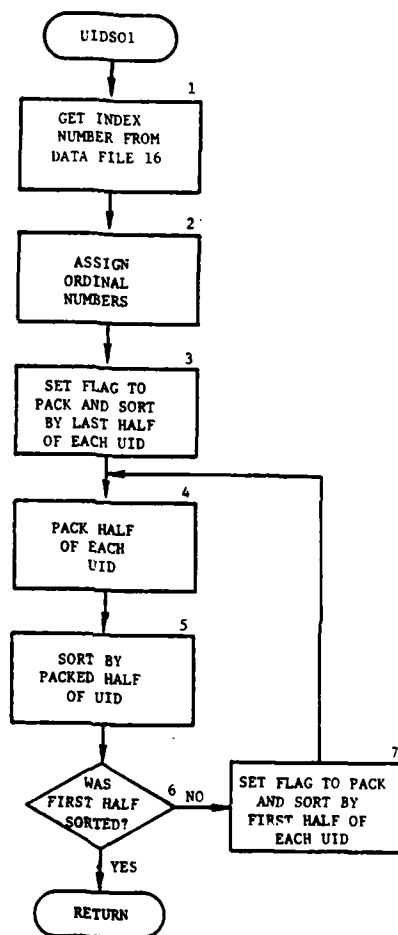 UIDSO1
1
GET INDEX
NUMBER FROM
DATA FILE 16
2
ASSIGN
ORDINAL
NUMBERS
3
SET FLAG TO
PACK AND SORT
BY LAST HALF
OF EACH UID
4
PACK HALF
OF EACH
UID
5
SORT BY
PACKED HALF
OF UID
6
WAS
FIRST HALF
SORTED?
NO
7
SET FLAG TO PACK
AND SORT BY
FIRST HALF OF
EACH UID
YES
RETURN